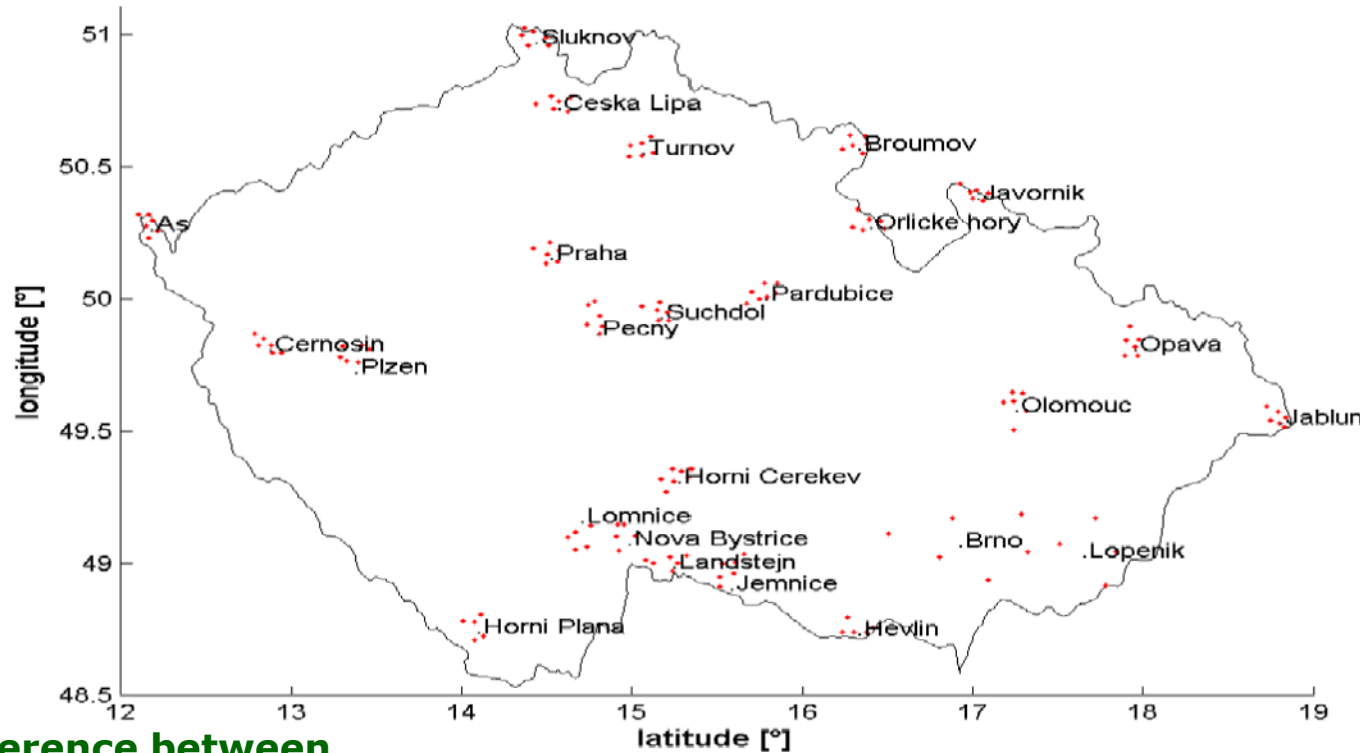 51
Sluknov
Ceska Lipa
Turnov
Broumov
50.5
Javornik
As
Orlicke hory
Praha
50
Pardubice
Suchdol
Pecny
Cernosin
Opava
Plzen
Olomouc
49.5
Jablun
Horni Cerekev
Lomnice
Nova Bystrice
Brno
Lopenik
49
Landstejn
Jemnice
Horni Plana
Hevlin
48.5
12 13 14 15 16 17 18 19
longitude [°]
latitude [°]
erence between